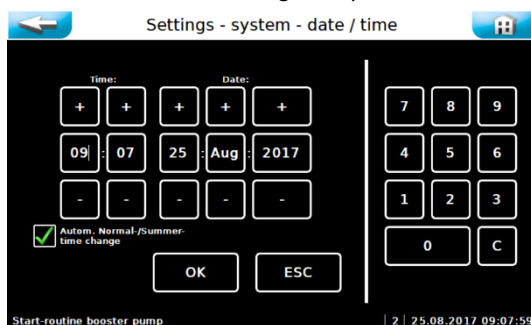 Settings - system - date / time
Time: Date:
+ + + + +
09 : 07 25 : Aug : 2017
- - - - -
Autom. Normal-/Summer-
time change
OK ESC
7 8 9
4 5 6
1 2 3
0 C
Start-routine booster pump | 2 | 25.08.2017 09:07:59